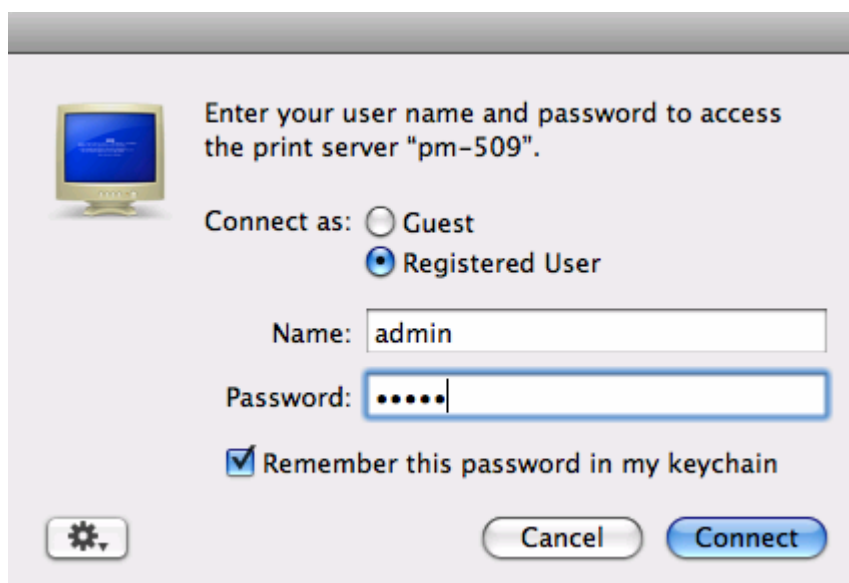 Enter your user name and password to access
the print server “pm-509”.
Connect as: Guest
Registered User
Name: admin
Password: •••••
Remember this password in my keychain
Cancel Connect